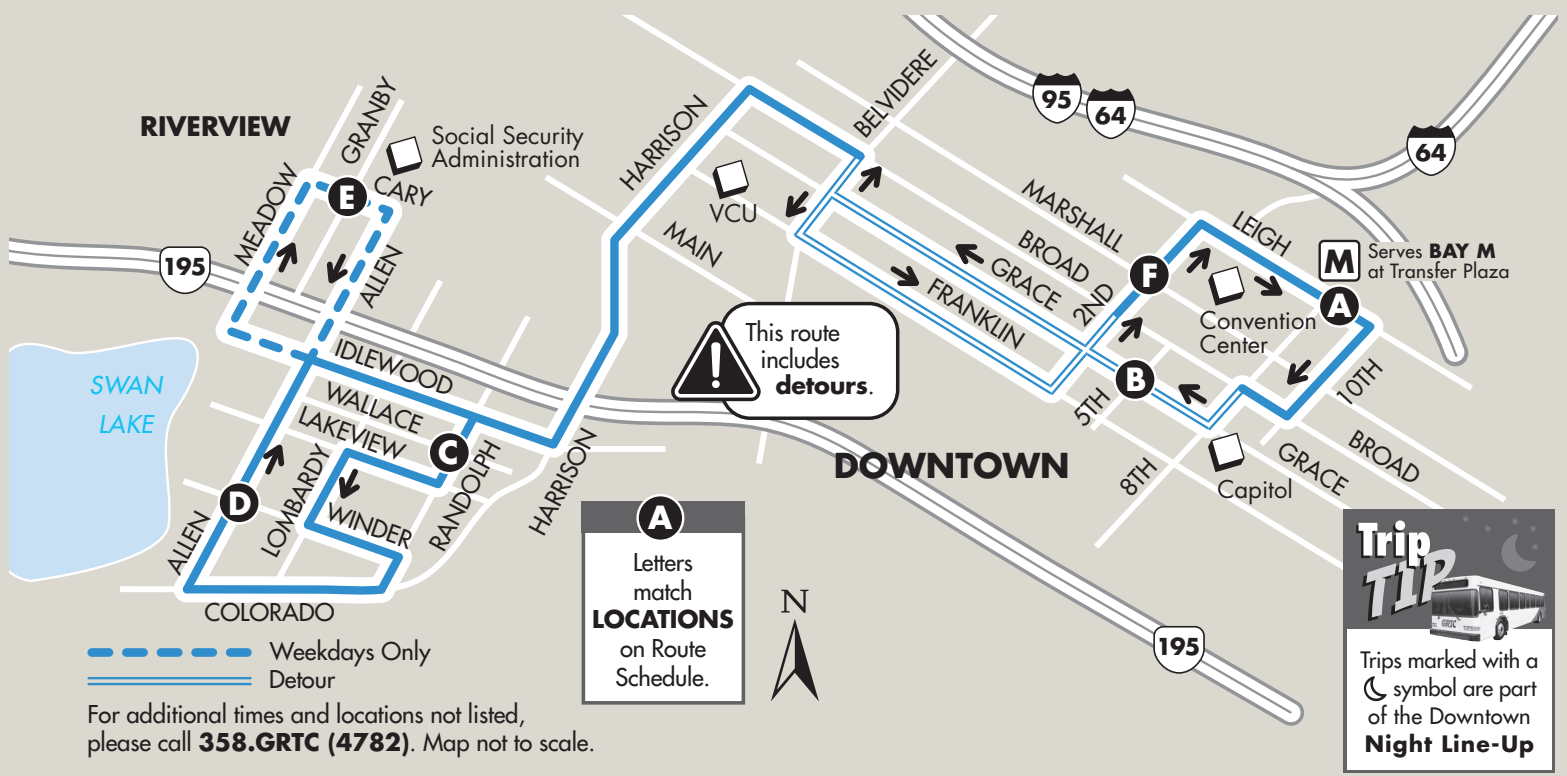 RIVERVIEW
GRANBY
Social Security
Administration
MEADOW
E
CARY
ALLEN
195
SWAN
LAKE
IDLEWOOD
WALLACE
LAKEVIEW
C
LOMBARDY
WINDER
RANDOLPH
HARRISON
D
ALLEN
COLORADO
HARRISON
VCU
MAIN
BELVIDERE
95
64
64
MARSHALL
BROAD
GRACE
FRANKLIN
2ND
F
LEIGH
M
Serves BAY M
at Transfer Plaza
A
Convention
Center
B
5TH
10TH
8TH
Capitol
GRACE
BROAD
This route
includes
detours.
!
DOWNTOWN
195
A
Letters
match
LOCATIONS
on Route
Schedule.
N
Weekdays Only
Detour
For additional times and locations not listed,
please call 358.GRTC (4782). Map not to scale.
Trip
TIP
GRTC
Trips marked with a
symbol are part
of the Downtown
Night Line-Up